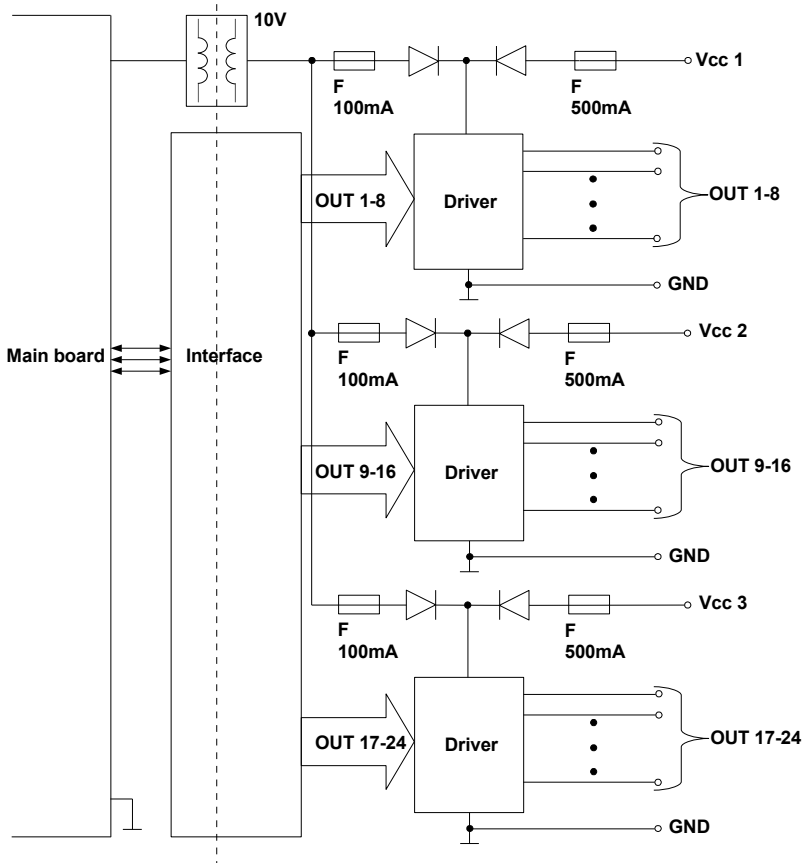 10V
Vcc 1
F
100mA
F
500mA
OUT 1-8
Driver
OUT 1-8
GND
Main board
Interface
Vcc 2
F
100mA
F
500mA
OUT 9-16
Driver
OUT 9-16
GND
Vcc 3
F
100mA
F
500mA
OUT 17-24
Driver
OUT 17-24
GND